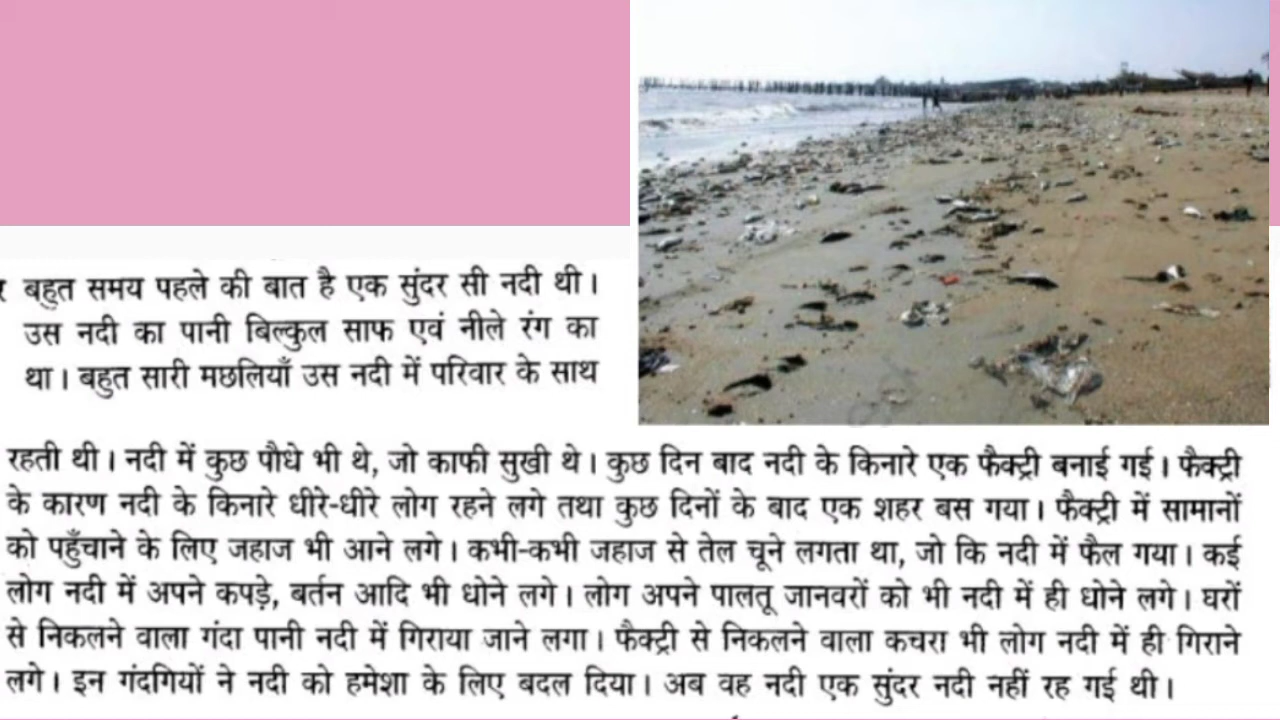 र बहुत समय पहले की बात है एक सुंदर सी नदी थी।
उस नदी का पानी बिल्कुल साफ एवं नीले रंग का
था। बहुत सारी मछलियाँ उस नदी में परिवार के साथ
रहती थी। नदी में कुछ पौधे भी थे, जो काफी सुखी थे। कुछ दिन बाद नदी के किनारे एक फैक्ट्री बनाई गई। फैक्ट्री
के कारण नदी के किनारे धीरे-धीरे लोग रहने लगे तथा कुछ दिनों के बाद एक शहर बस गया। फैक्ट्री में सामानों
को पहुँचाने के लिए जहाज भी आने लगे। कभी-कभी जहाज से तेल चूने लगता था, जो कि नदी में फैल गया। कई
लोग नदी में अपने कपड़े, बर्तन आदि भी धोने लगे। लोग अपने पालतू जानवरों को भी नदी में ही धोने लगे। घरों
से निकलने वाला गंदा पानी नदी में गिराया जाने लगा। फैक्ट्री से निकलने वाला कचरा भी लोग नदी में ही गिराने
लगे। इन गंदगियों ने नदी को हमेशा के लिए बदल दिया। अब वह नदी एक सुंदर नदी नहीं रह गई थी।